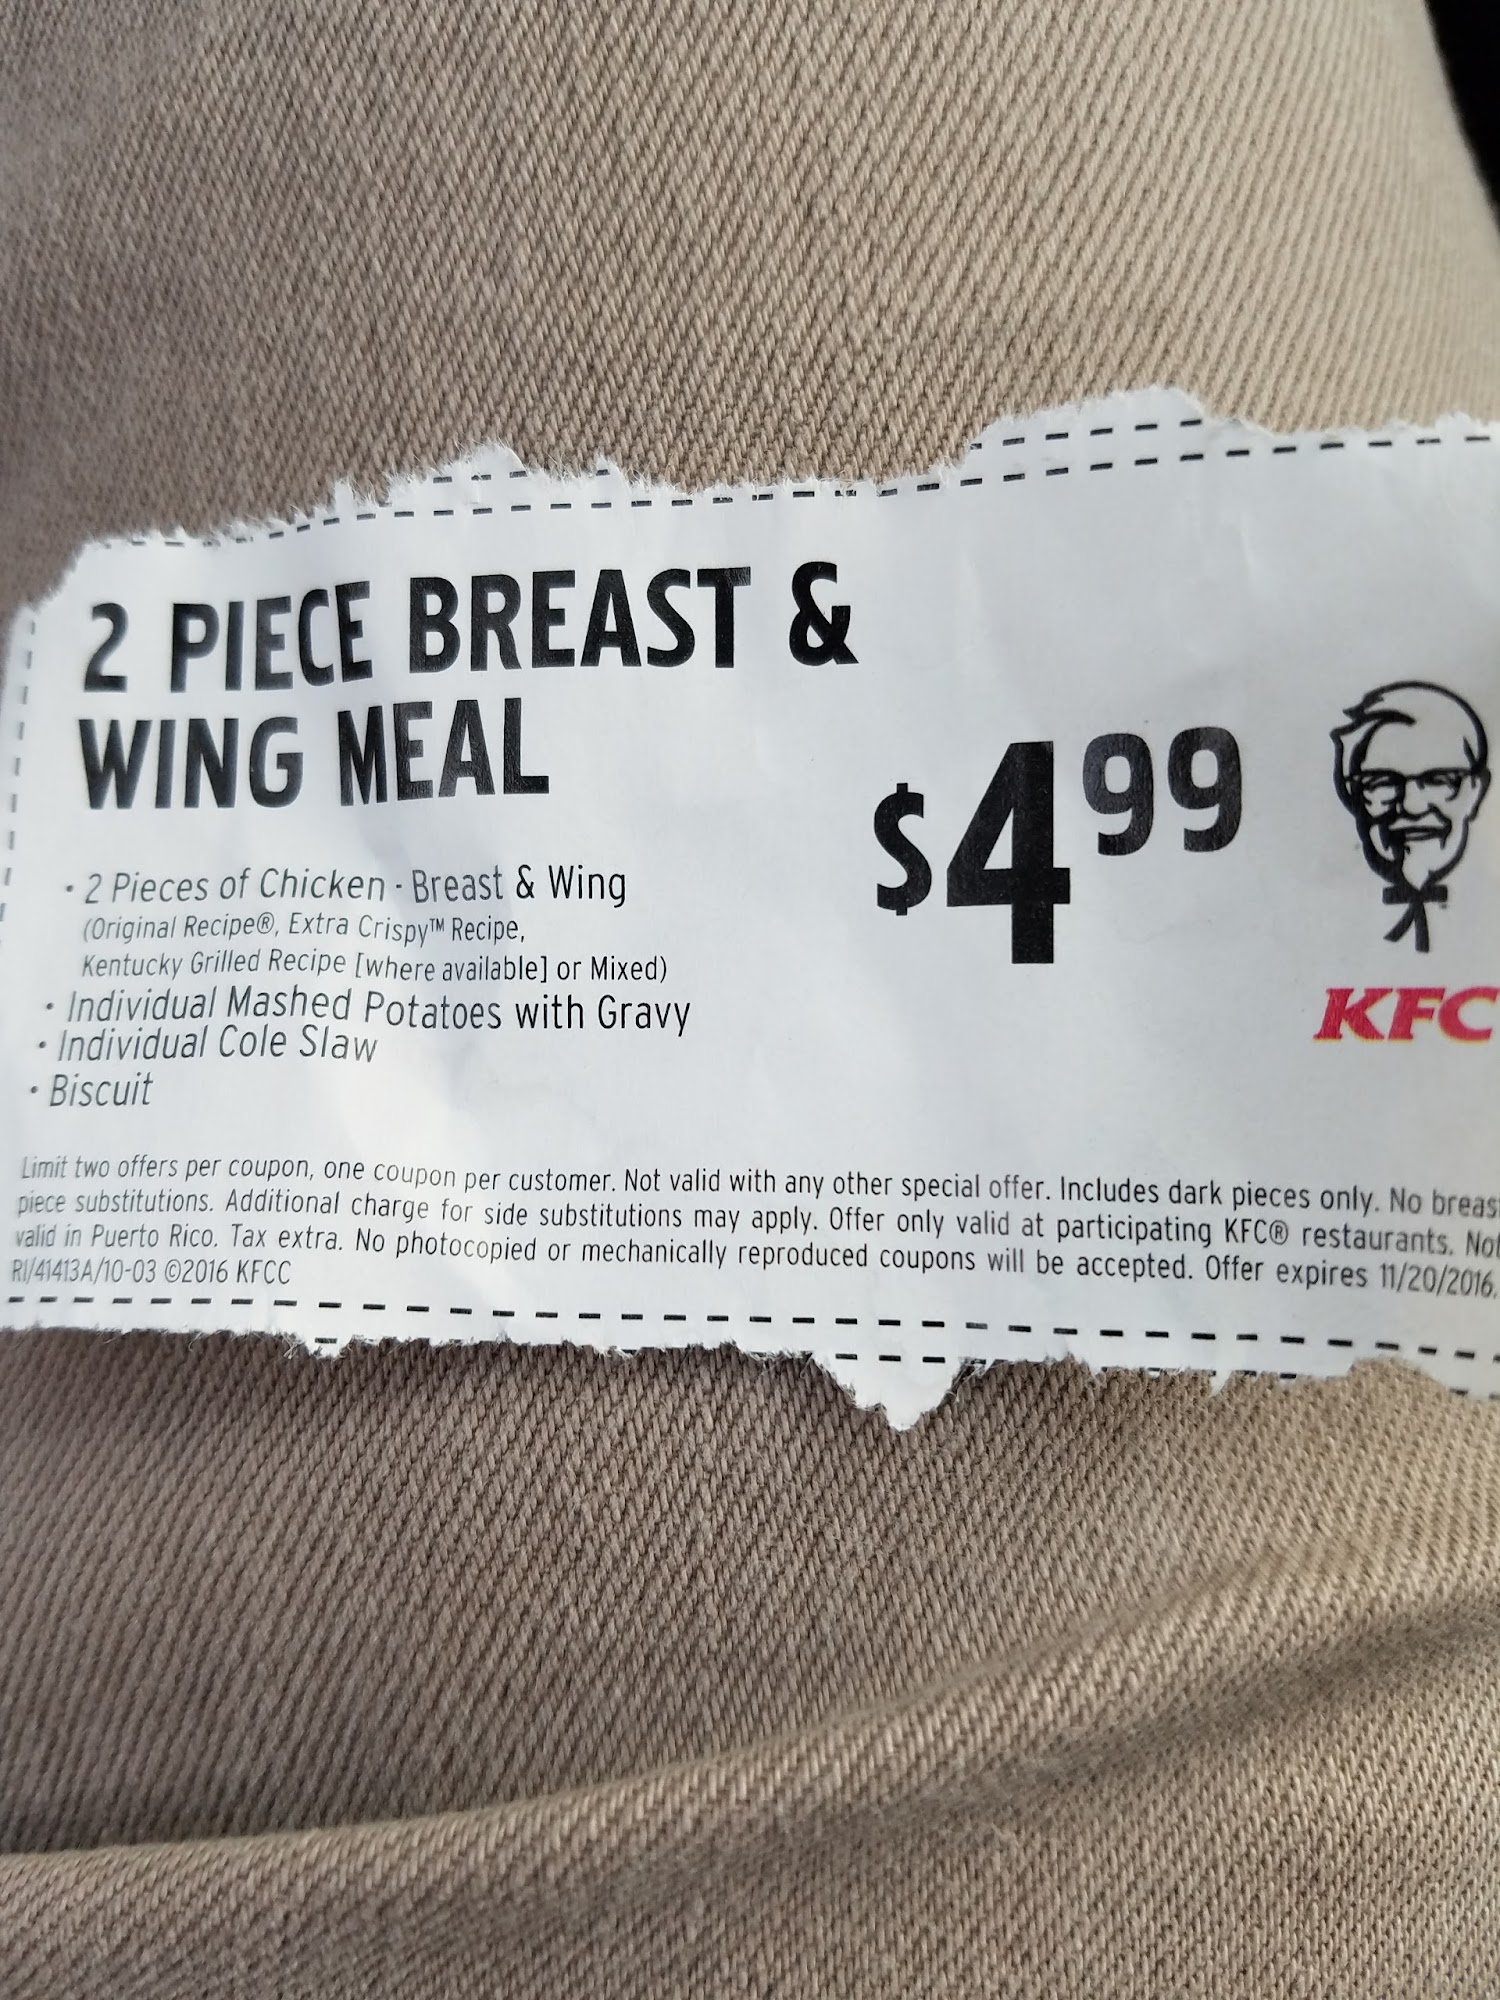 2 PIECE BREAST &
WING MEAL
$4 99
• 2 Pieces of Chicken - Breast & Wing
(Original Recipe®, Extra Crispy™ Recipe,
Kentucky Grilled Recipe [where available] or Mixed)
• Individual Mashed Potatoes with Gravy
• Individual Cole Slaw
• Biscuit
KFC
Limit two offers per coupon, one coupon per customer. Not valid with any other special offer. Includes dark pieces only. No breast
piece substitutions. Additional charge for side substitutions may apply. Offer only valid at participating KFC® restaurants. Not
valid in Puerto Rico. Tax extra. No photocopied or mechanically reproduced coupons will be accepted. Offer expires 11/20/2016.
RI/41413A/10-03 ©2016 KFCC